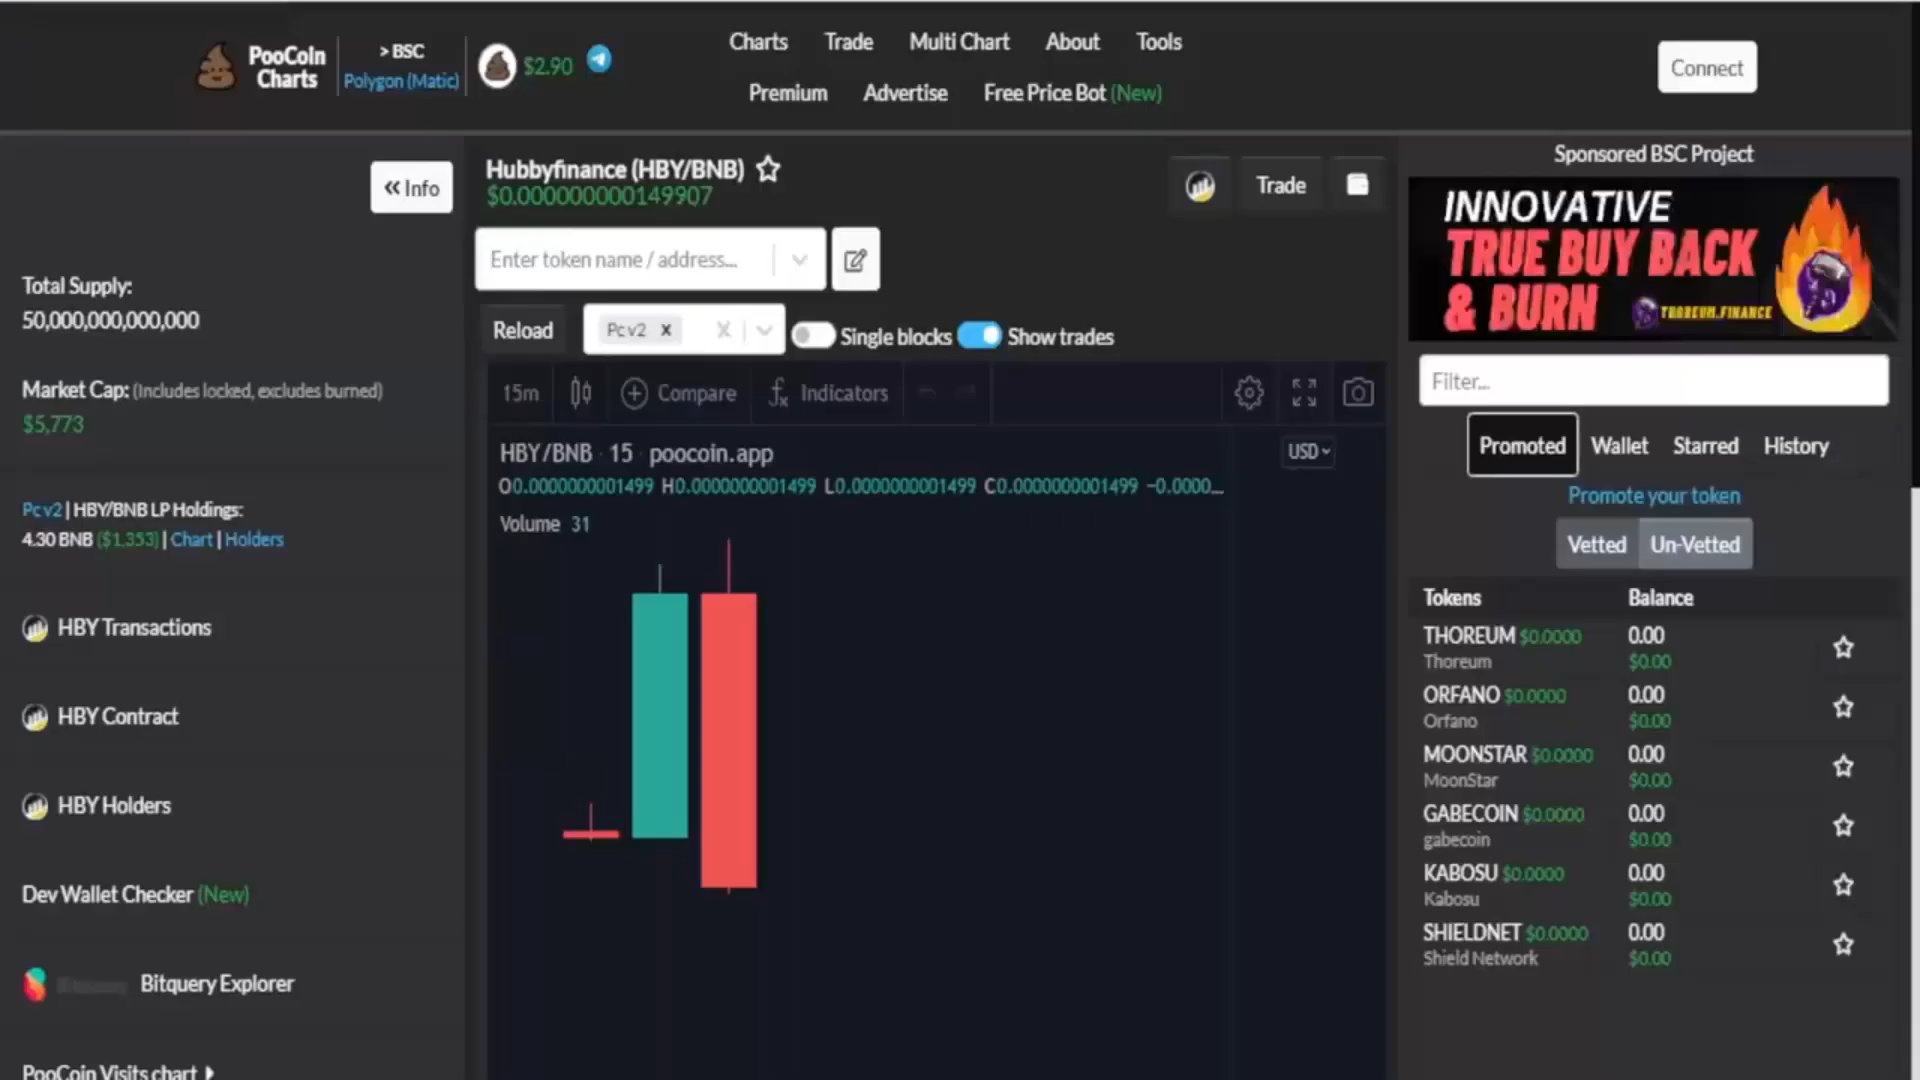 PooCoin
Charts
> BSC
Polygon (Matic)
$2.90
Charts Trade Multi Chart About Tools
Premium Advertise Free Price Bot (New)
Connect
« Info
Total Supply:
50,000,000,000,000
Market Cap: (Includes locked, excludes burned)
$5,773
Pc v2 | HBY/BNB LP Holdings:
4.30 BNB ($1,353) | Chart | Holders
HBY Transactions
HBY Contract
HBY Holders
Dev Wallet Checker (New)
Bitquery Explorer
PooCoin Visits chart
Hubbyfinance (HBY/BNB)
$0.000000000149907
Trade
Enter token name / address...
Reload
Pc v2 x
Single blocks
Show trades
15m
Compare
Indicators
HBY/BNB · 15 · poocoin.app
USD
O0.0000000001499 H0.0000000001499 L0.0000000001499 C0.0000000001499 −0.0000...
Volume 31
Sponsored BSC Project
INNOVATIVE
TRUE BUY BACK
& BURN
THOREUM.FINANCE
Filter...
Promoted Wallet Starred History
Promote your token
Vetted Un-Vetted
Tokens Balance
THOREUM $0.0000 0.00
Thoreum $0.00
ORFANO $0.0000 0.00
Orfano $0.00
MOONSTAR $0.0000 0.00
MoonStar $0.00
GABECOIN $0.0000 0.00
gabecoin $0.00
KABOSU $0.0000 0.00
Kabosu $0.00
SHIELDNET $0.0000 0.00
Shield Network $0.00